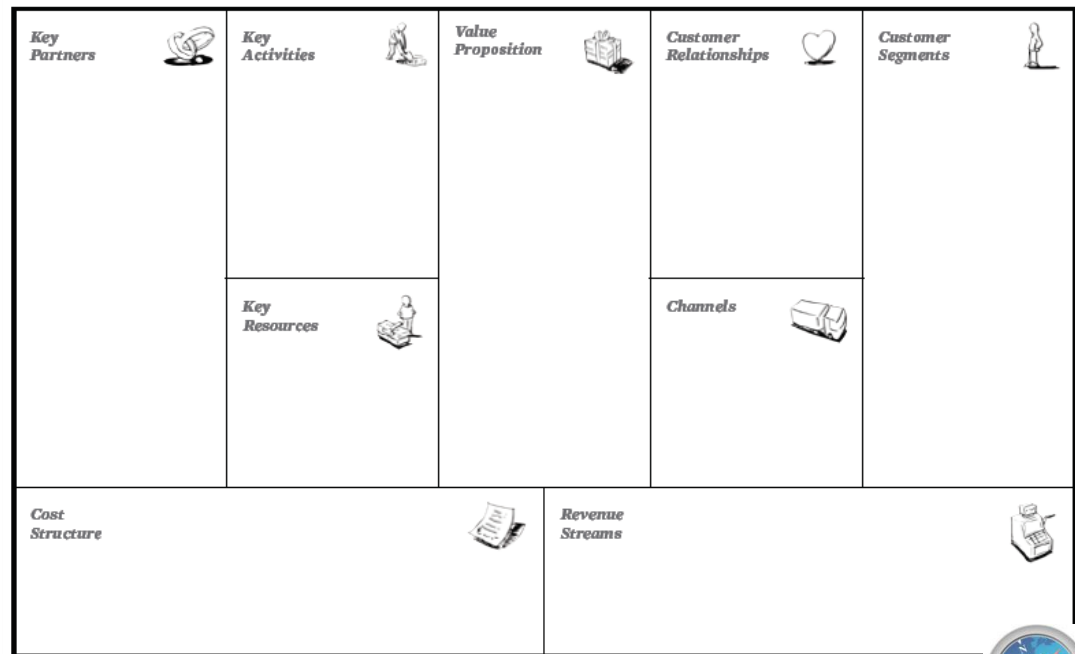 Key
Partners
Key
Activities
Value
Proposition
Customer
Relationships
Customer
Segments
Key
Resources
Channels
Cost
Structure
Revenue
Streams
N